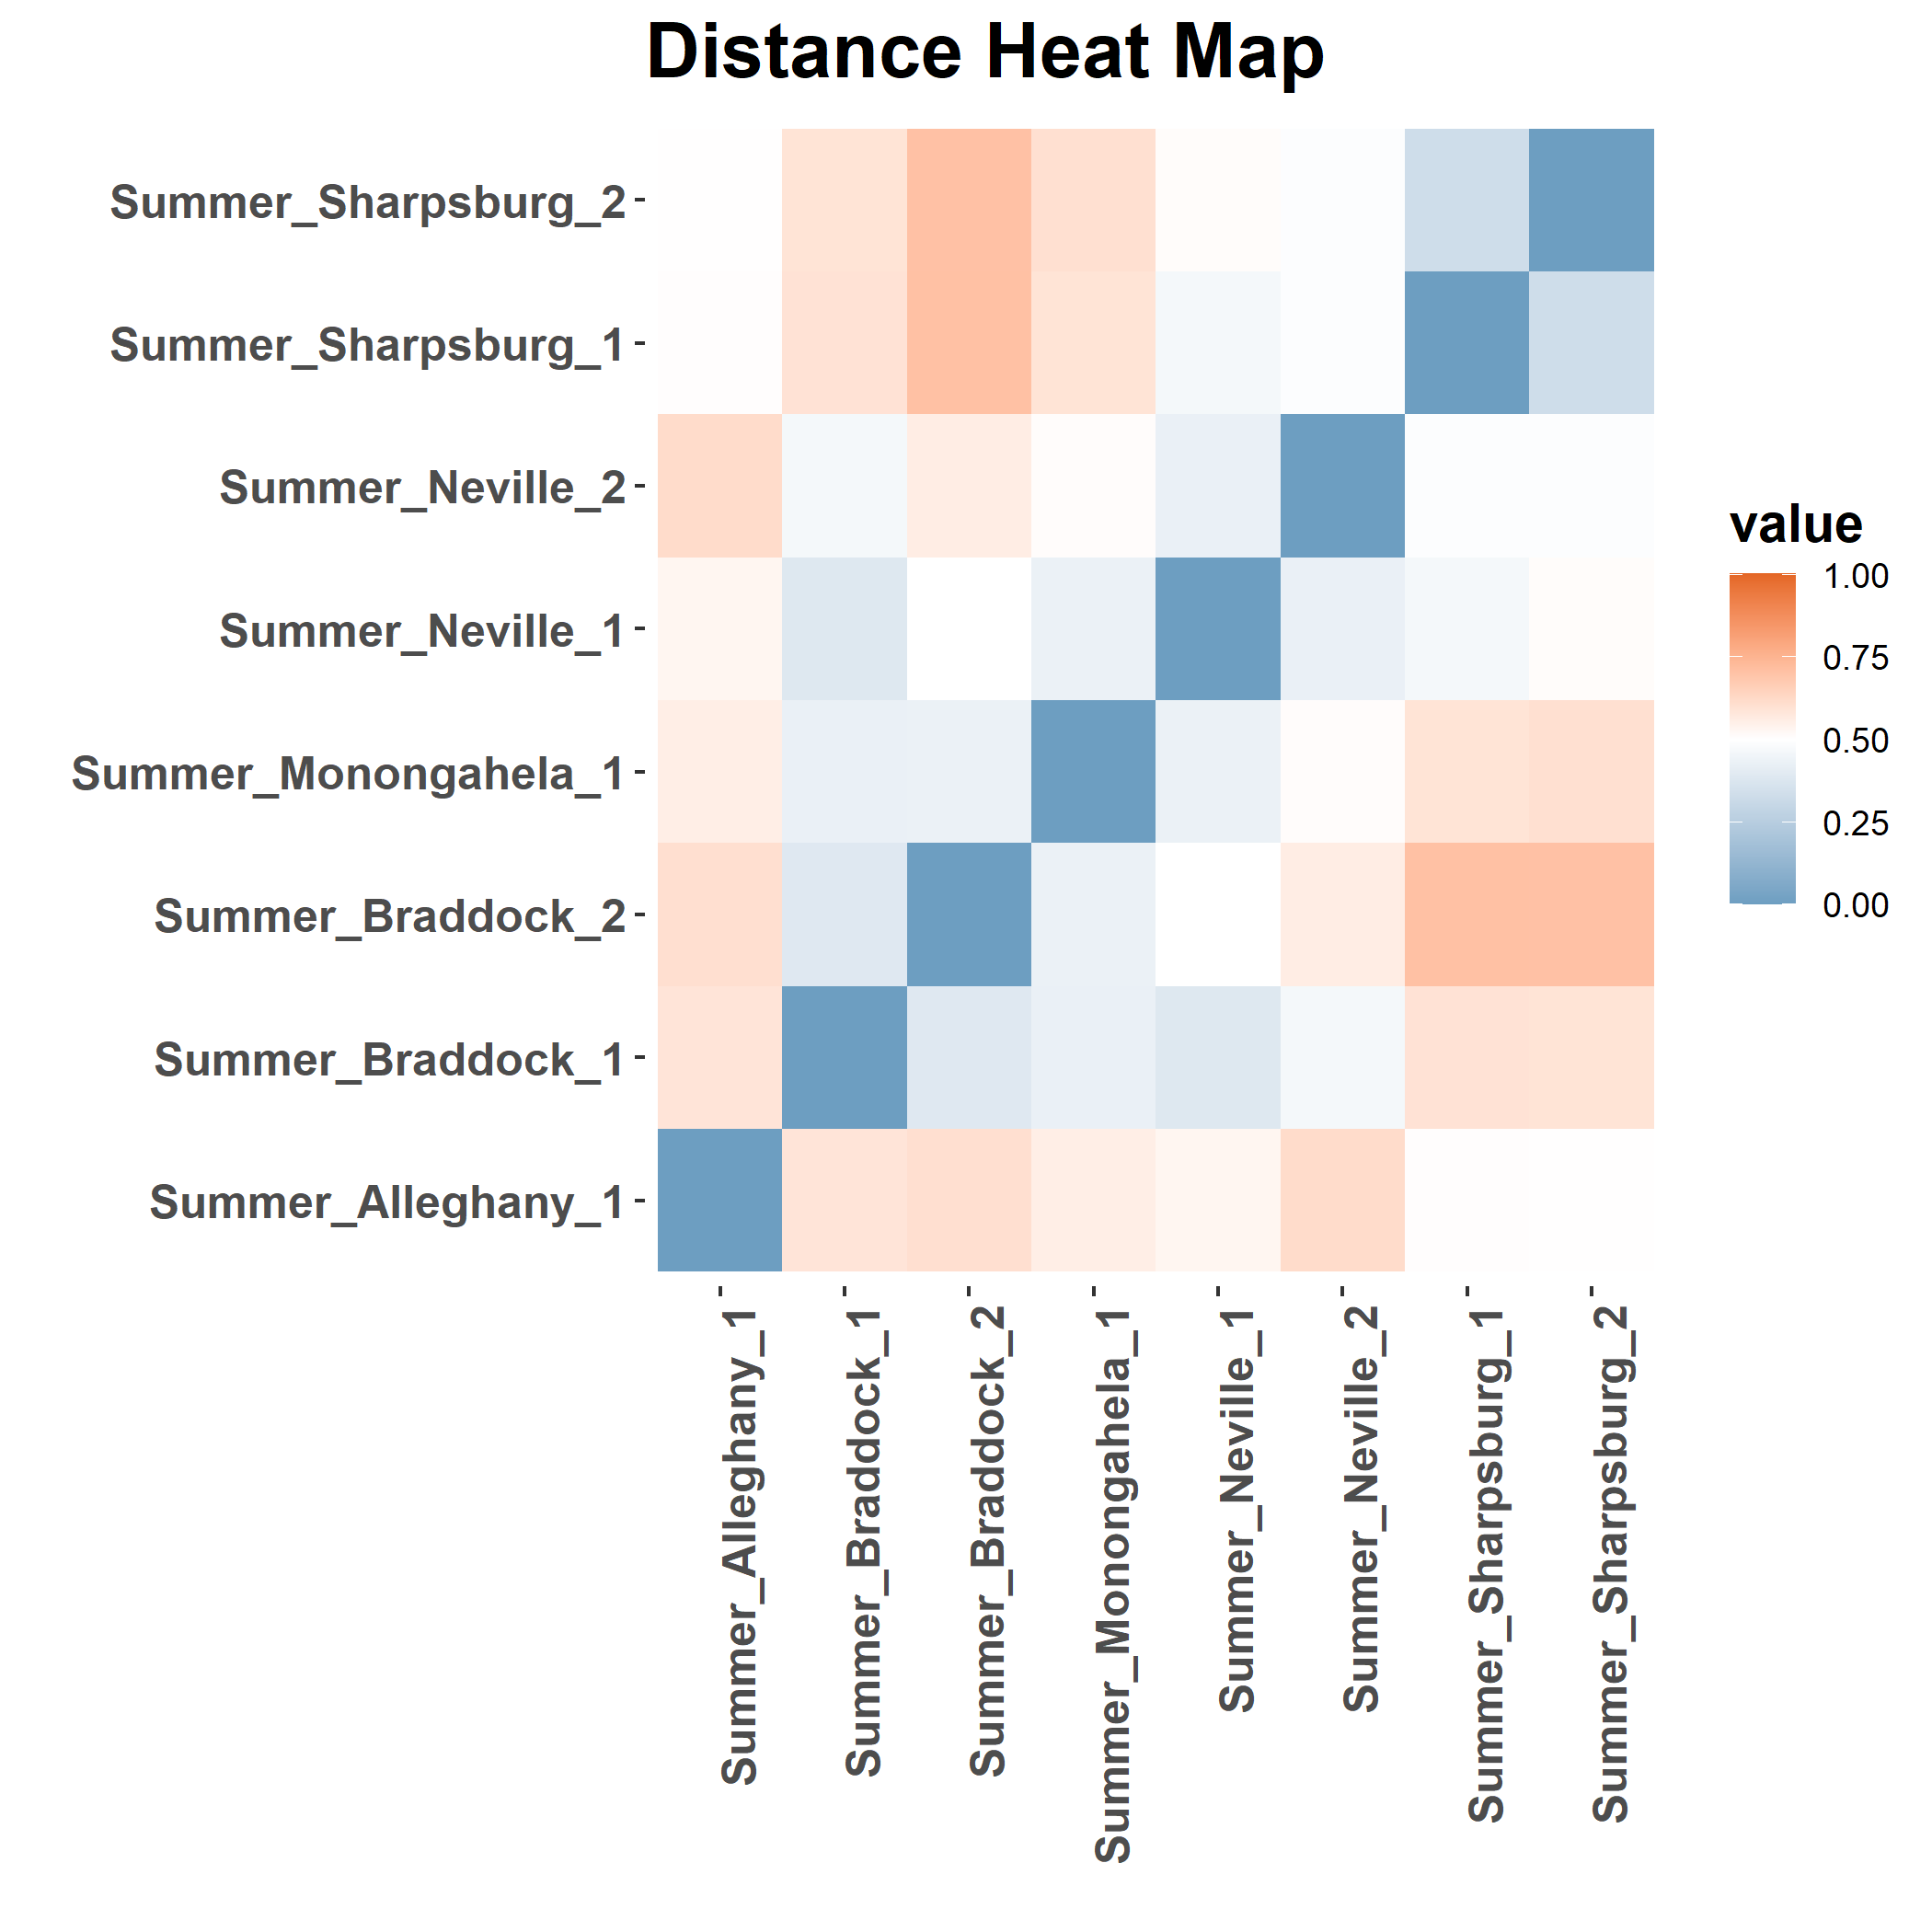 Distance Heat Map
Summer_Sharpsburg_2
Summer_Sharpsburg_1
Summer_Neville_2
Summer_Neville_1
Summer_Monongahela_1
Summer_Braddock_2
Summer_Braddock_1
Summer_Alleghany_1
Summer_Alleghany_1
Summer_Braddock_1
Summer_Braddock_2
Summer_Monongahela_1
Summer_Neville_1
Summer_Neville_2
Summer_Sharpsburg_1
Summer_Sharpsburg_2
value
1.00
0.75
0.50
0.25
0.00